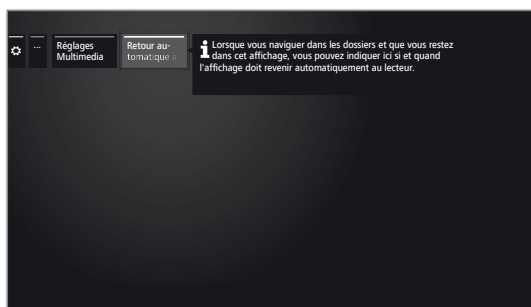 ...
Réglages
Multimedia
Retour au-
tomatique a
Lorsque vous naviguer dans les dossiers et que vous restez
dans cet affichage, vous pouvez indiquer ici si et quand
l'affichage doit revenir automatiquement au lecteur.